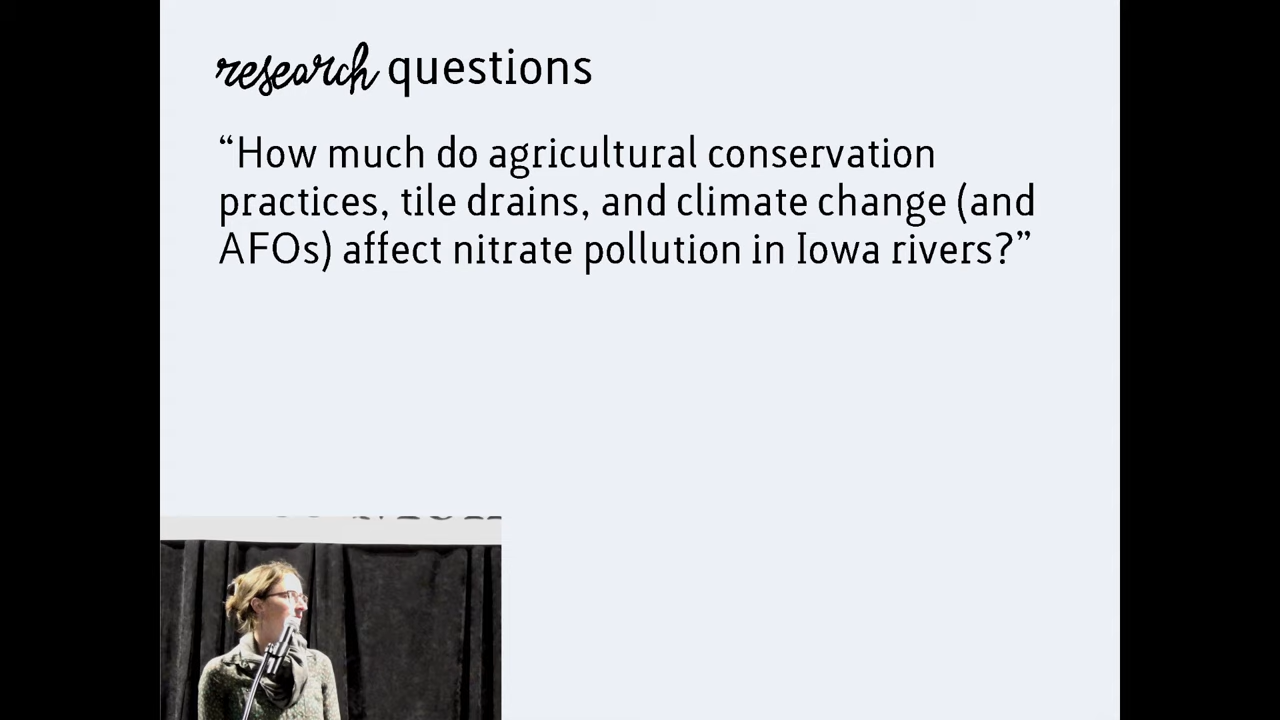 research questions
“How much do agricultural conservation
practices, tile drains, and climate change (and
AFOs) affect nitrate pollution in Iowa rivers?”